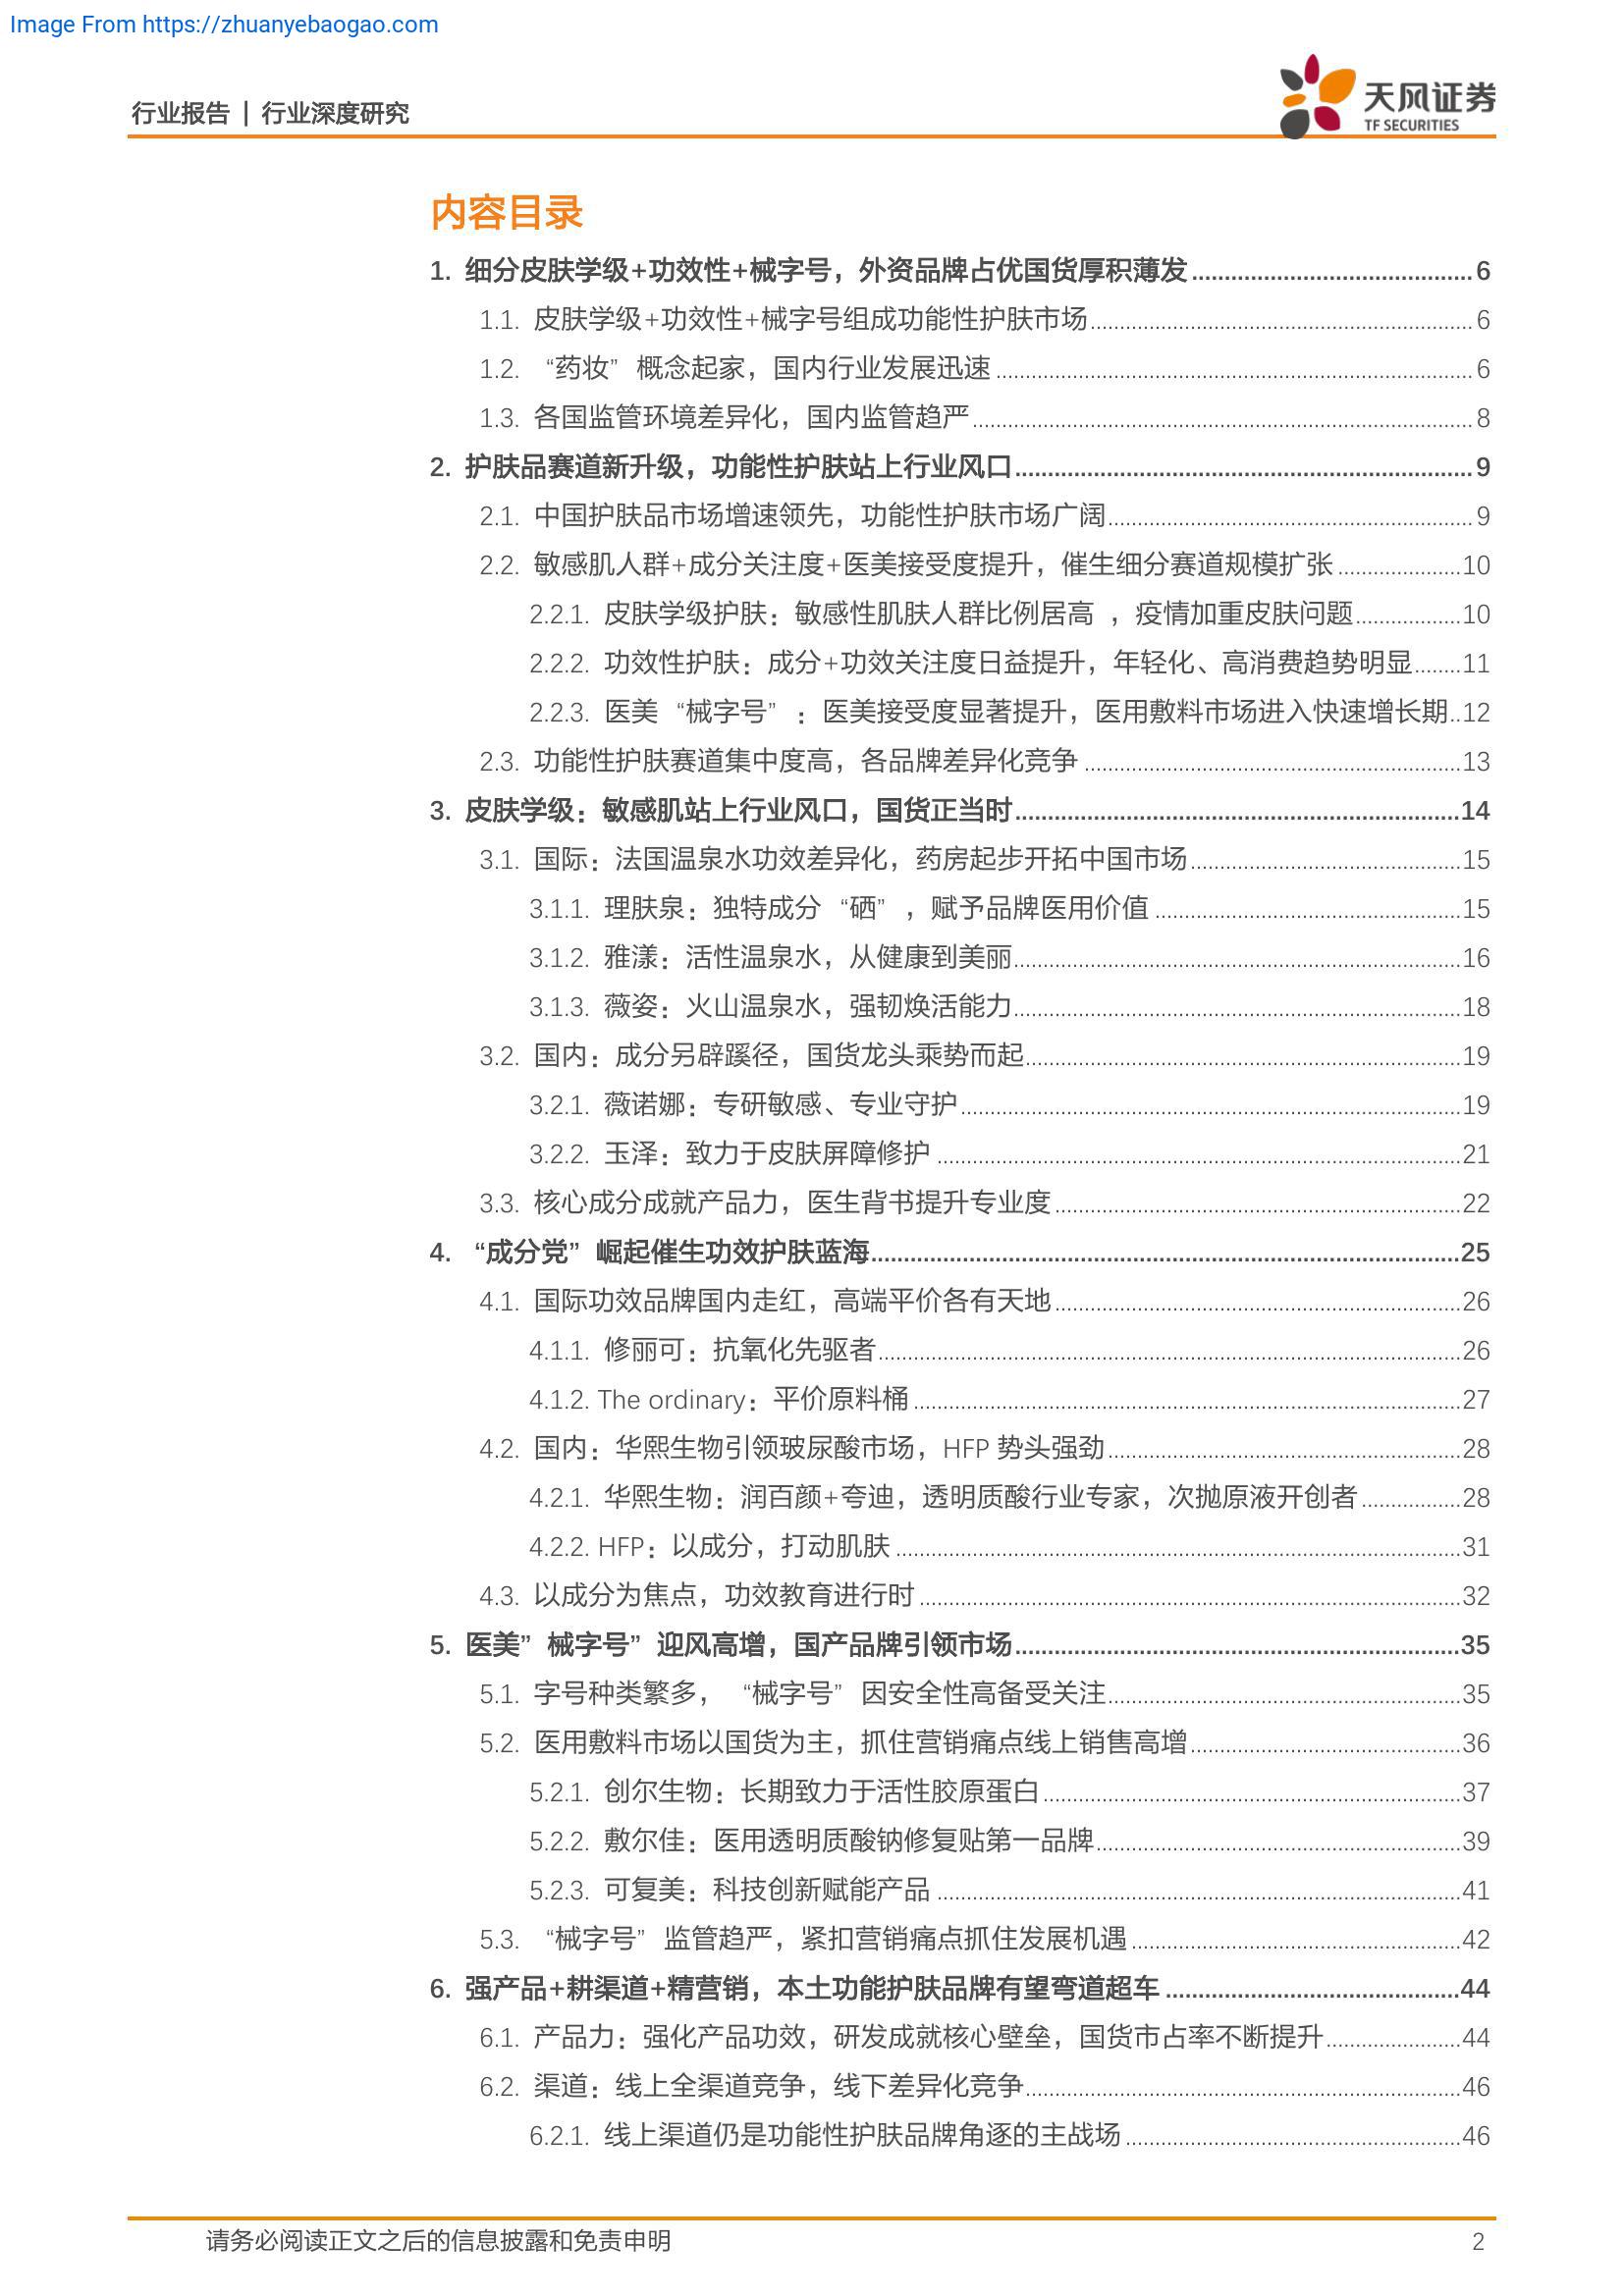 Image From https://zhuanyebaogao.com
行业报告 | 行业深度研究
天风证券
TF SECURITIES
内容目录
1. 细分皮肤学级+功效性+械字号，外资品牌占优国货厚积薄发 6
1.1. 皮肤学级+功效性+械字号组成功能性护肤市场 6
1.2. “药妆”概念起家，国内行业发展迅速 6
1.3. 各国监管环境差异化，国内监管趋严 8
2. 护肤品赛道新升级，功能性护肤站上行业风口 9
2.1. 中国护肤品市场增速领先，功能性护肤市场广阔 9
2.2. 敏感肌人群+成分关注度+医美接受度提升，催生细分赛道规模扩张 10
2.2.1. 皮肤学级护肤：敏感性肌肤人群比例居高 ，疫情加重皮肤问题 10
2.2.2. 功效性护肤：成分+功效关注度日益提升，年轻化、高消费趋势明显 11
2.2.3. 医美“械字号”：医美接受度显著提升，医用敷料市场进入快速增长期 12
2.3. 功能性护肤赛道集中度高，各品牌差异化竞争 13
3. 皮肤学级：敏感肌站上行业风口，国货正当时 14
3.1. 国际：法国温泉水功效差异化，药房起步开拓中国市场 15
3.1.1. 理肤泉：独特成分“硒”，赋予品牌医用价值 15
3.1.2. 雅漾：活性温泉水，从健康到美丽 16
3.1.3. 薇姿：火山温泉水，强韧焕活能力 18
3.2. 国内：成分另辟蹊径，国货龙头乘势而起 19
3.2.1. 薇诺娜：专研敏感、专业守护 19
3.2.2. 玉泽：致力于皮肤屏障修护 21
3.3. 核心成分成就产品力，医生背书提升专业度 22
4. “成分党”崛起催生功效护肤蓝海 25
4.1. 国际功效品牌国内走红，高端平价各有天地 26
4.1.1. 修丽可：抗氧化先驱者 26
4.1.2. The ordinary：平价原料桶 27
4.2. 国内：华熙生物引领玻尿酸市场，HFP 势头强劲 28
4.2.1. 华熙生物：润百颜+夸迪，透明质酸行业专家，次抛原液开创者 28
4.2.2. HFP：以成分，打动肌肤 31
4.3. 以成分为焦点，功效教育进行时 32
5. 医美”械字号”迎风高增，国产品牌引领市场 35
5.1. 字号种类繁多，“械字号”因安全性高备受关注 35
5.2. 医用敷料市场以国货为主，抓住营销痛点线上销售高增 36
5.2.1. 创尔生物：长期致力于活性胶原蛋白 37
5.2.2. 敷尔佳：医用透明质酸钠修复贴第一品牌 39
5.2.3. 可复美：科技创新赋能产品 41
5.3. “械字号”监管趋严，紧扣营销痛点抓住发展机遇 42
6. 强产品+耕渠道+精营销，本土功能护肤品牌有望弯道超车 44
6.1. 产品力：强化产品功效，研发成就核心壁垒，国货市占率不断提升 44
6.2. 渠道：线上全渠道竞争，线下差异化竞争 46
6.2.1. 线上渠道仍是功能性护肤品牌角逐的主战场 46
请务必阅读正文之后的信息披露和免责申明
2